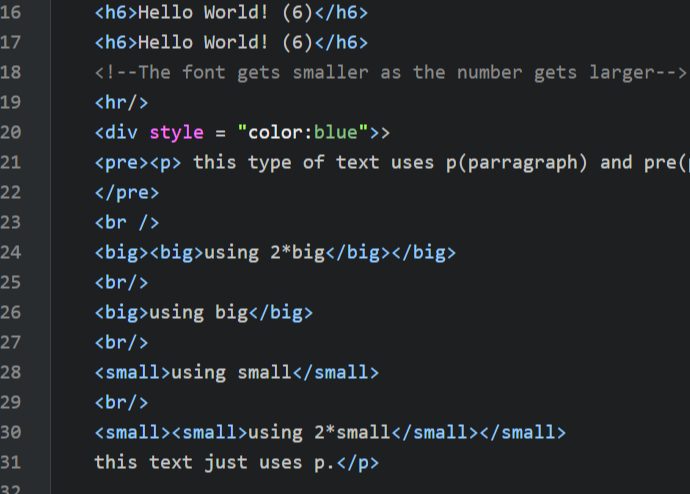 16 <h6>Hello World! (6)</h6>
17 <h6>Hello World! (6)</h6>
18 <!--The font gets smaller as the number gets larger-->
19 <hr/>
20 <div style = "color:blue">>
21 <pre><p> this type of text uses p(parragraph) and pre(
22 </pre>
23 <br />
24 <big><big>using 2*big</big></big>
25 <br/>
26 <big>using big</big>
27 <br/>
28 <small>using small</small>
29 <br/>
30 <small><small>using 2*small</small></small>
31 this text just uses p.</p>
32